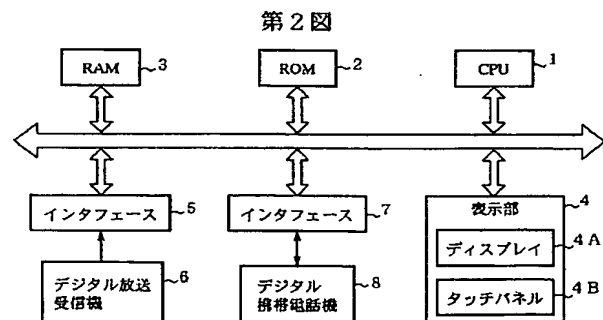 第2図
RAM 3
ROM 2
CPU 1
インタフェース 5
インタフェース 7
表示部 4
ディスプレイ 4A
タッチパネル 4B
デジタル放送
受信機 6
デジタル
携帯電話機 8